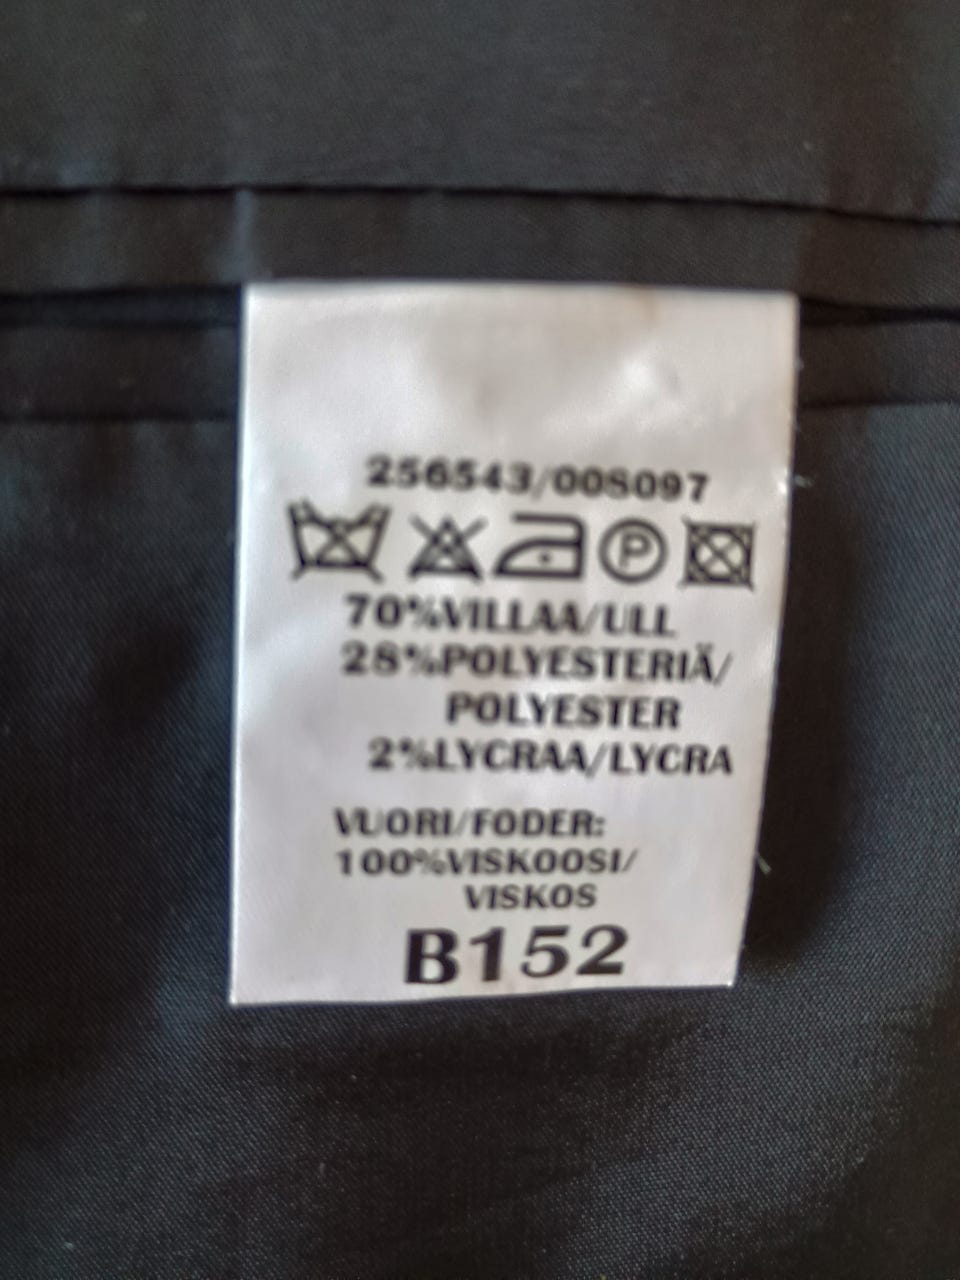 256543/008097
P
70%VILLAA/ULL
28%POLYESTERIÄ/
POLYESTER
2%LYCRAA/LYCRA
VUORI/FODER:
100%VISKOOSI/
VISKOS
B152